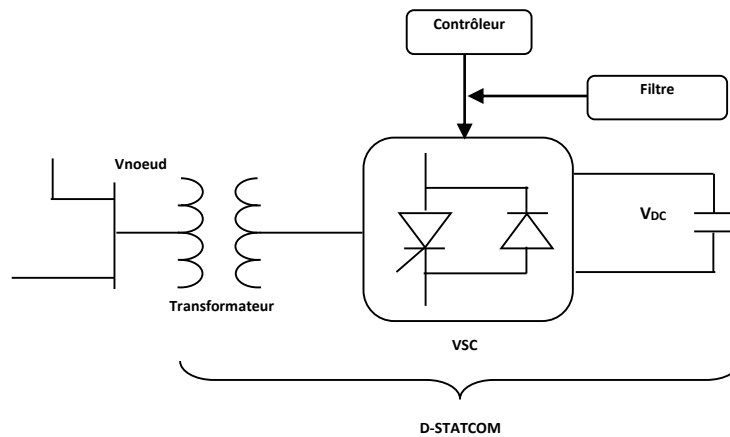 Contrôleur
Filtre
Vnoeud
VDC
Transformateur
VSC
D-STATCOM